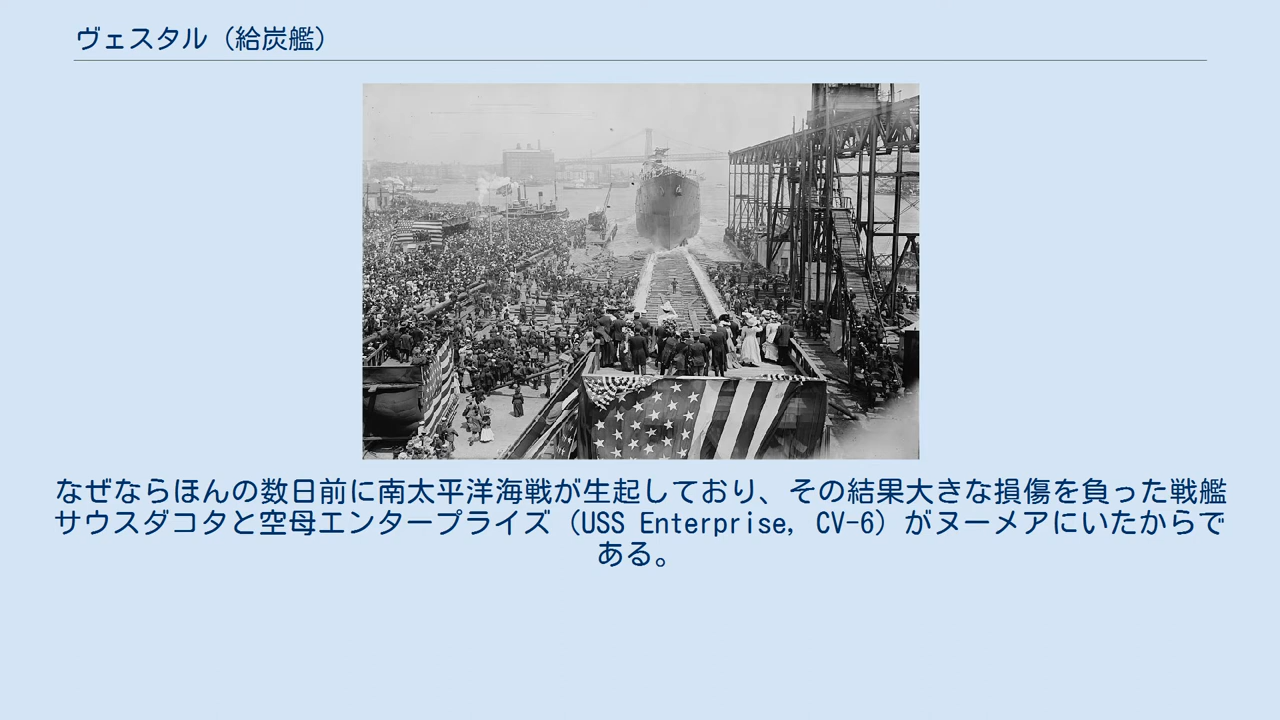 ヴェスタル（給炭艦）
なぜならほんの数日前に南太平洋海戦が生起しており、その結果大きな損傷を負った戦艦
サウスダコタと空母エンタープライズ（USS Enterprise, CV-6）がヌーメアにいたからで
ある。